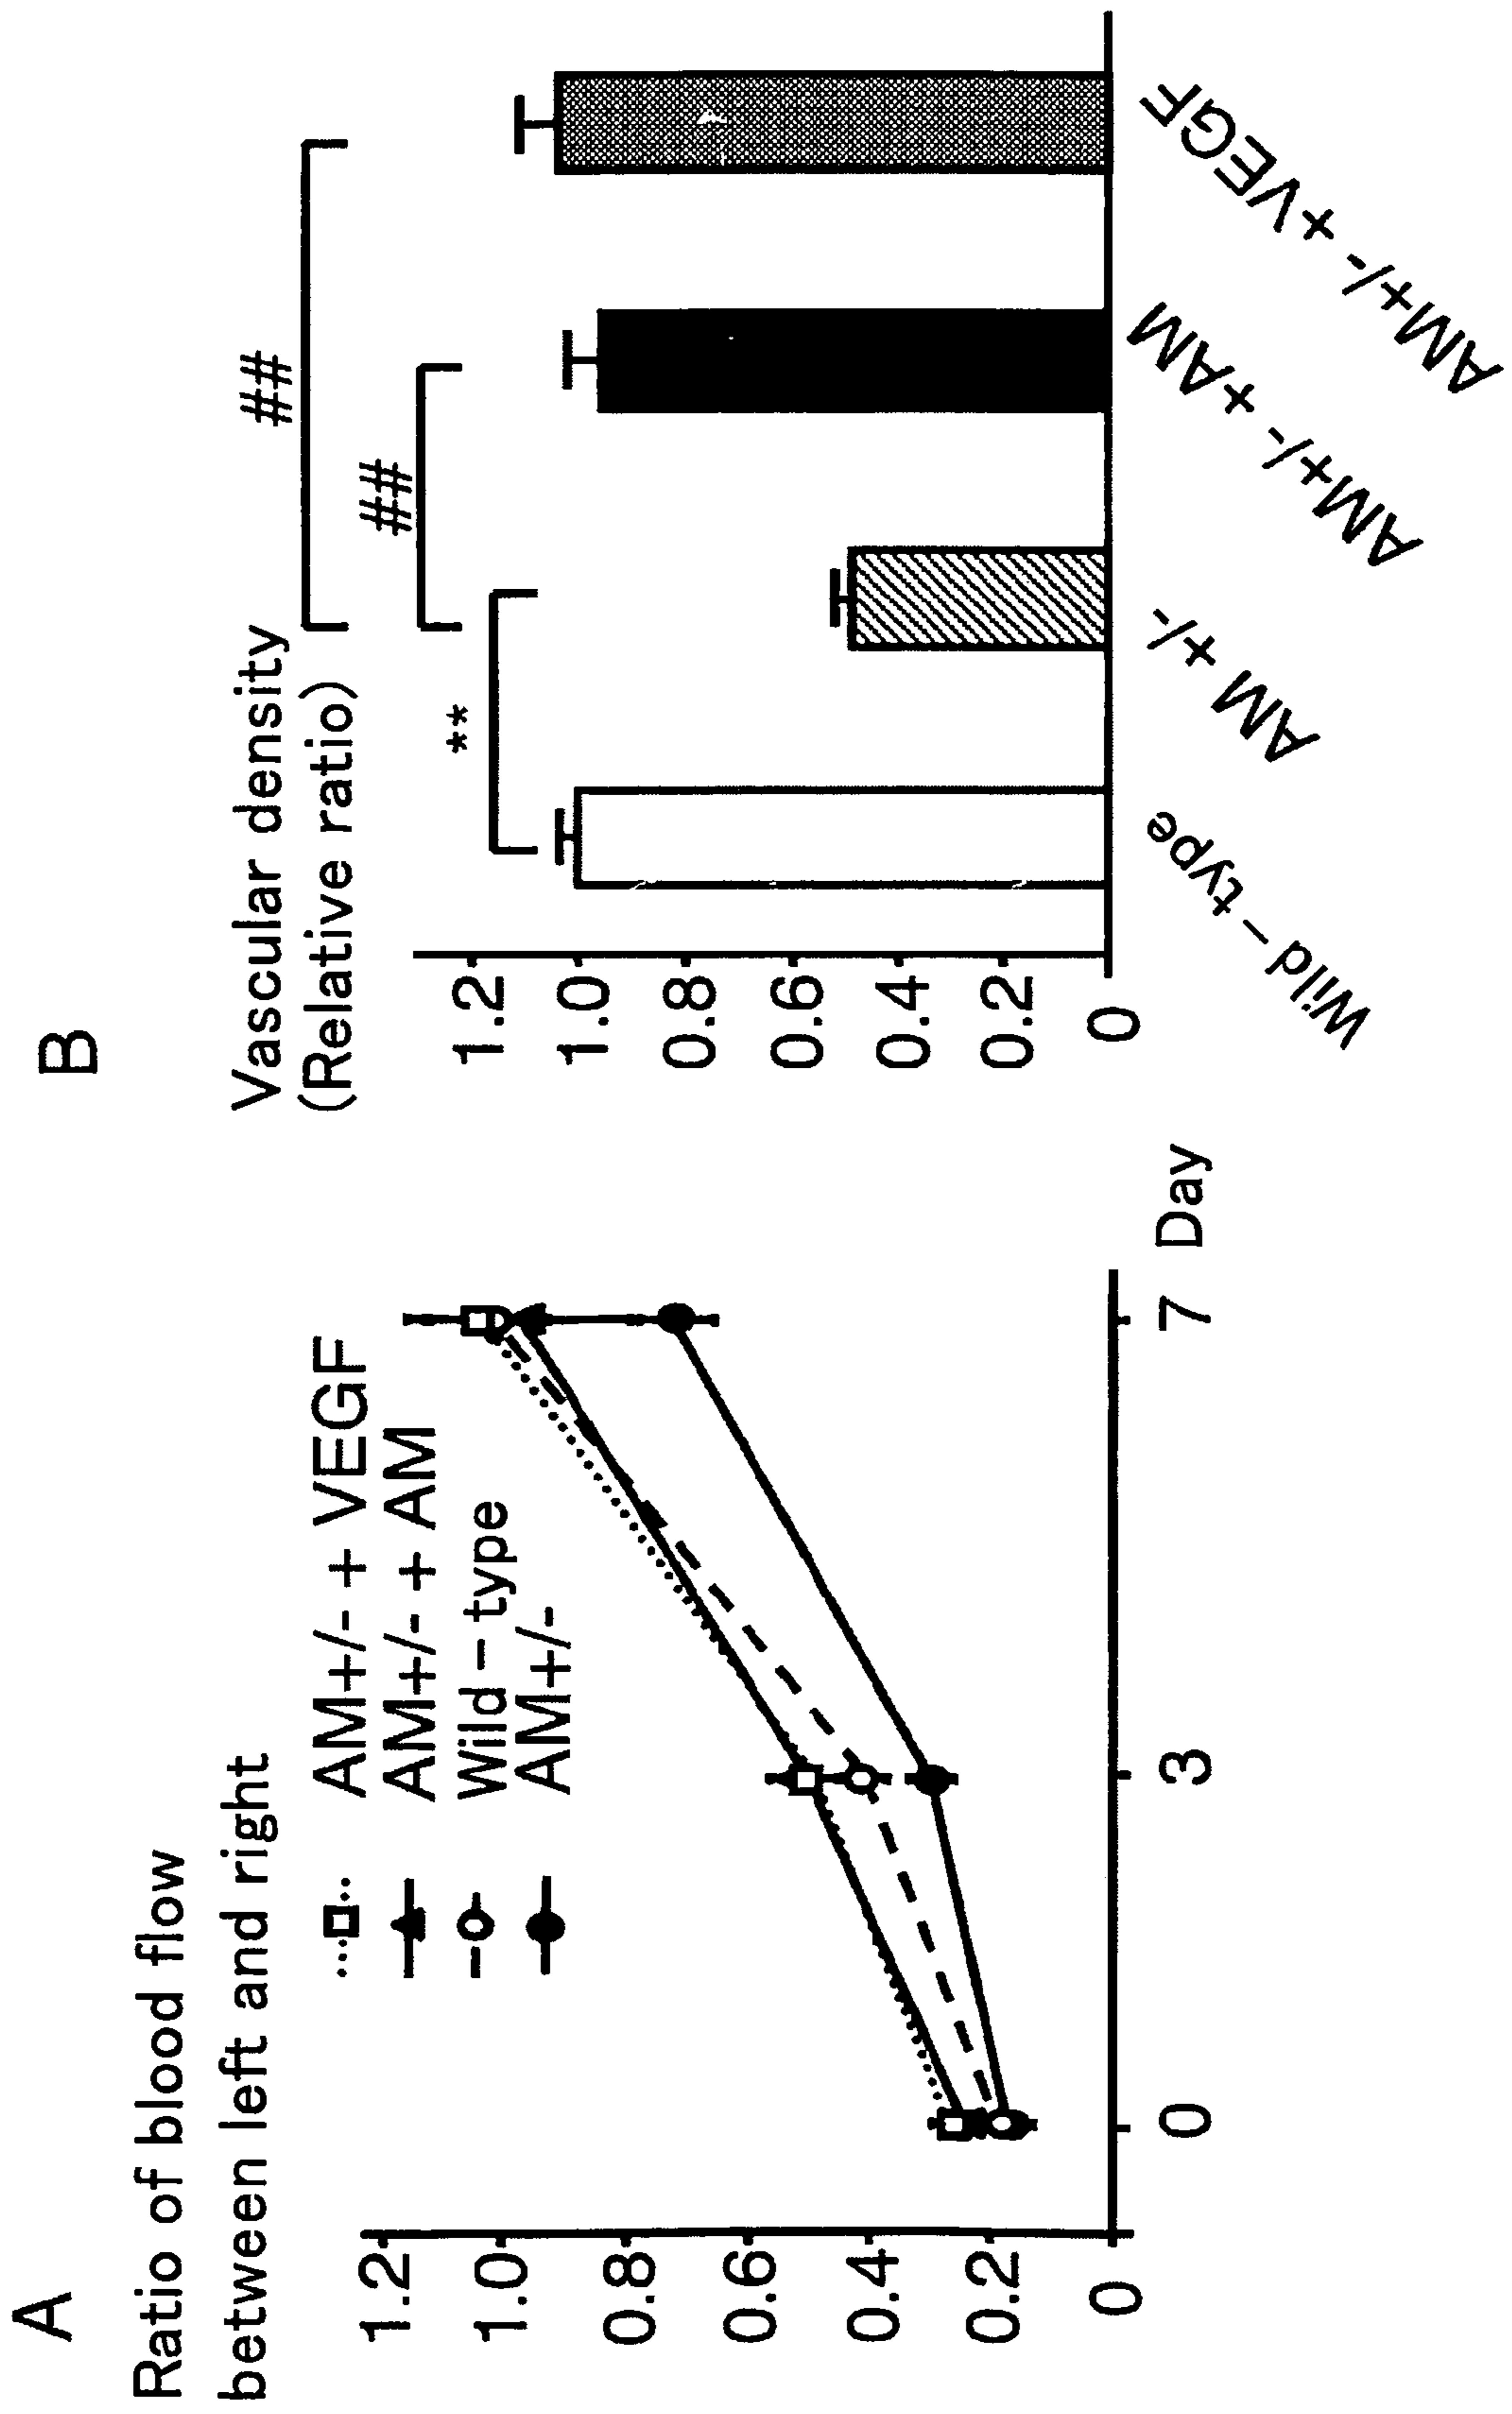 A
Ratio of blood flow
between left and right
AM+/- + VEGF
AM+/- + AM
Wild-type
AM+/-
1.2
1.0
0.8
0.6
0.4
0.2
0
0
3
7
Day
B
Vascular density
(Relative ratio)
##
##
**
1.2
1.0
0.8
0.6
0.4
0.2
0
Wild-type
AM +/-
AM+/- +AM
AM+/- +VEGF